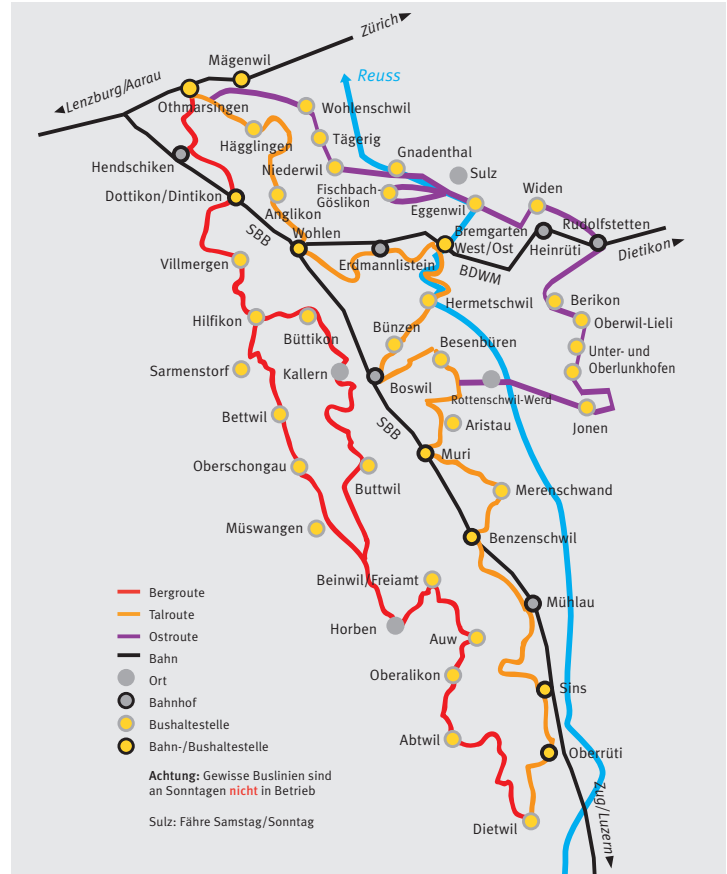 Zürich
Mägenwil
Lenzburg/Aarau
Reuss
Othmarsingen
Wohlenschwil
Hägglingen
Tägerig
Gnadenthal
Hendschiken
Niederwil
Sulz
Fischbach-
Göslikon
Widen
Dottikon/Dintikon
Anglikon
Eggenwil
SBB
Wohlen
Bremgarten
West/Ost
Rudolfstetten
Heinrüti
Dietikon
Villmergen
Erdmannlistein
BDWM
Hermetschwil
Berikon
Hilfikon
Büttikon
Bünzen
Oberwil-Lieli
Besenbüren
Unter- und
Oberlunkhofen
Sarmenstorf
Kallern
Boswil
Rottenschwil-Werd
Bettwil
SBB
Aristau
Jonen
Muri
Oberschongau
Buttwil
Merenschwand
Müswangen
Benzenschwil
Beinwil/Freiamt
Mühlau
Horben
Auw
Oberalikon
Sins
Abtwil
Oberrüti
Zug/Luzern
Dietwil
Bergroute
Talroute
Ostroute
Bahn
Ort
Bahnhof
Bushaltestelle
Bahn-/Bushaltestelle
Achtung: Gewisse Buslinien sind
an Sonntagen nicht in Betrieb
Sulz: Fähre Samstag/Sonntag